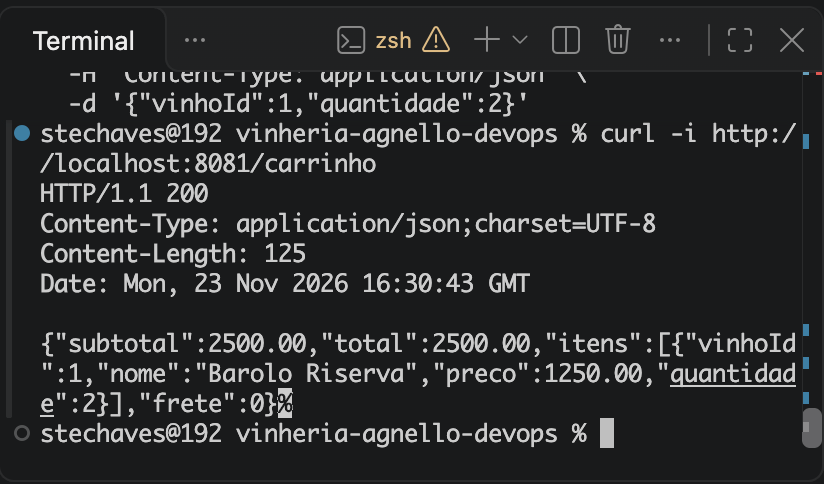 Terminal ··· zsh
-H 'Content-Type: application/json' \
-d '{"vinhoId":1,"quantidade":2}'
stechaves@192 vinheria-agnello-devops % curl -i http:/
/localhost:8081/carrinho
HTTP/1.1 200
Content-Type: application/json;charset=UTF-8
Content-Length: 125
Date: Mon, 23 Nov 2026 16:30:43 GMT
{"subtotal":2500.00,"total":2500.00,"itens":[{"vinhoId
":1,"nome":"Barolo Riserva","preco":1250.00,"quantidad
e":2}],"frete":0}%
stechaves@192 vinheria-agnello-devops %